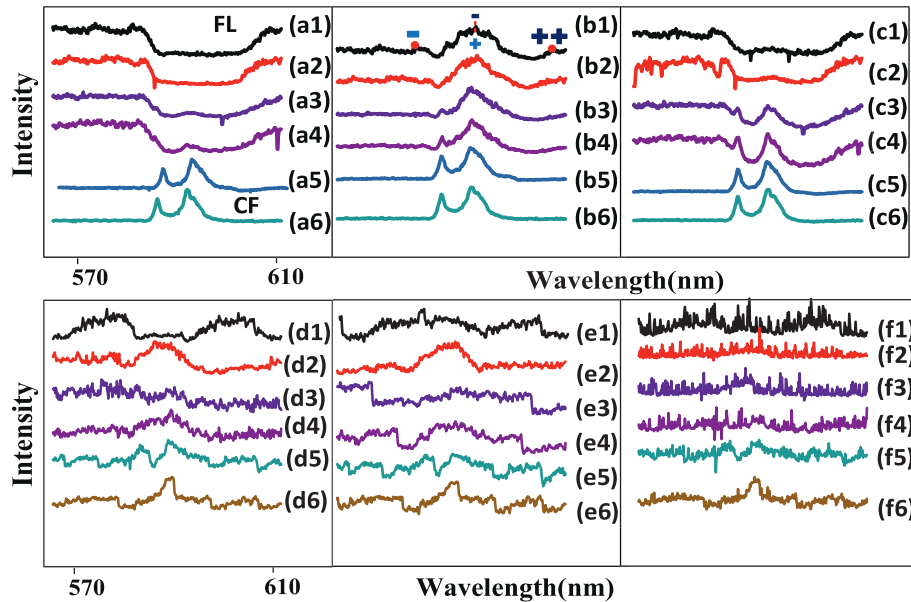 Intensity
FL
(a1)
(a2)
(a3)
(a4)
(a5)
CF
(a6)
- - (b1)
+ ++
(b2)
(b3)
(b4)
(b5)
(b6)
(c1)
(c2)
(c3)
(c4)
(c5)
(c6)
570 610
Wavelength(nm)
Intensity
(d1)
(d2)
(d3)
(d4)
(d5)
(d6)
(e1)
(e2)
(e3)
(e4)
(e5)
(e6)
(f1)
(f2)
(f3)
(f4)
(f5)
(f6)
570 610
Wavelength(nm)